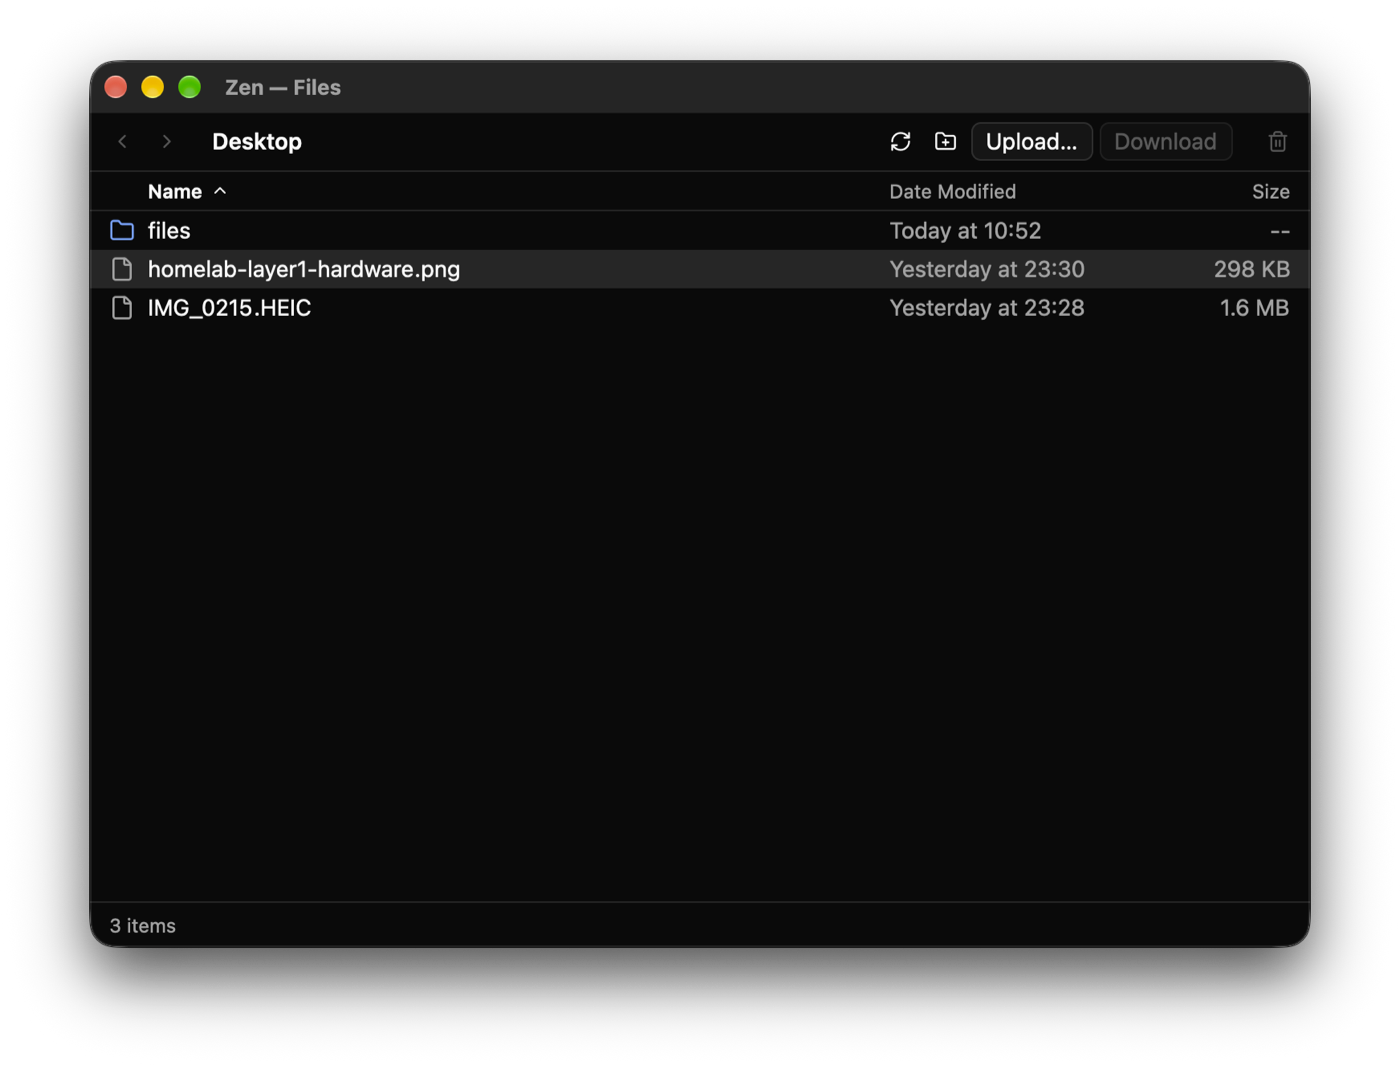 Zen — Files
Desktop Upload... Download
Name Date Modified Size
files Today at 10:52 --
homelab-layer1-hardware.png Yesterday at 23:30 298 KB
IMG_0215.HEIC Yesterday at 23:28 1.6 MB
3 items